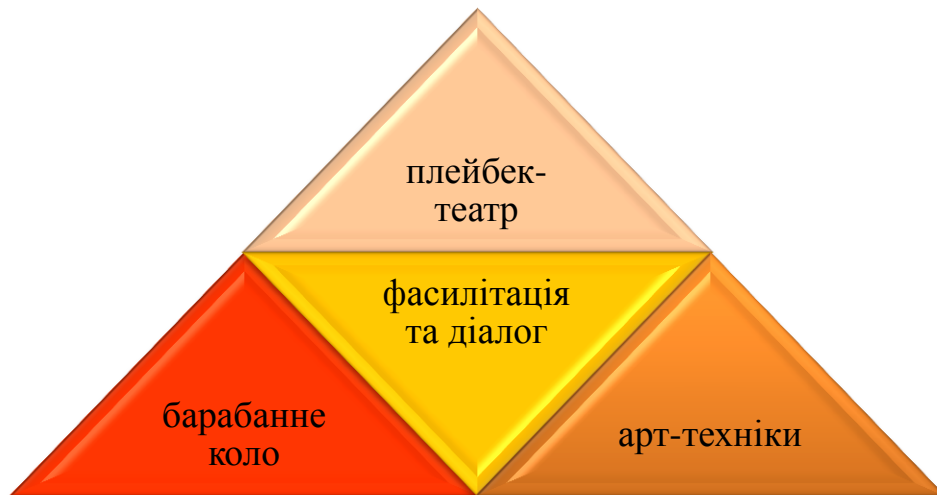 плейбек-
театр
фасилітація
та діалог
барабанне
коло
арт-техніки